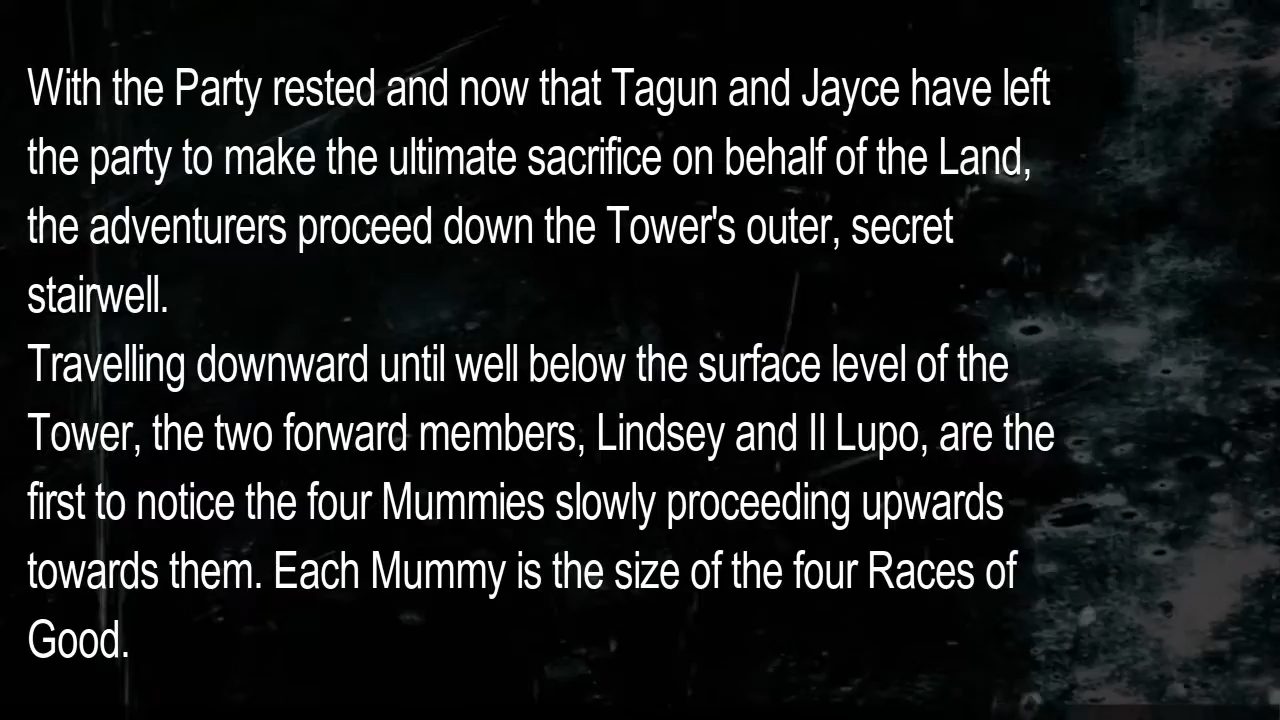 With the Party rested and now that Tagun and Jayce have left
the party to make the ultimate sacrifice on behalf of the Land,
the adventurers proceed down the Tower's outer, secret
stairwell.
Travelling downward until well below the surface level of the
Tower, the two forward members, Lindsey and Il Lupo, are the
first to notice the four Mummies slowly proceeding upwards
towards them. Each Mummy is the size of the four Races of
Good.